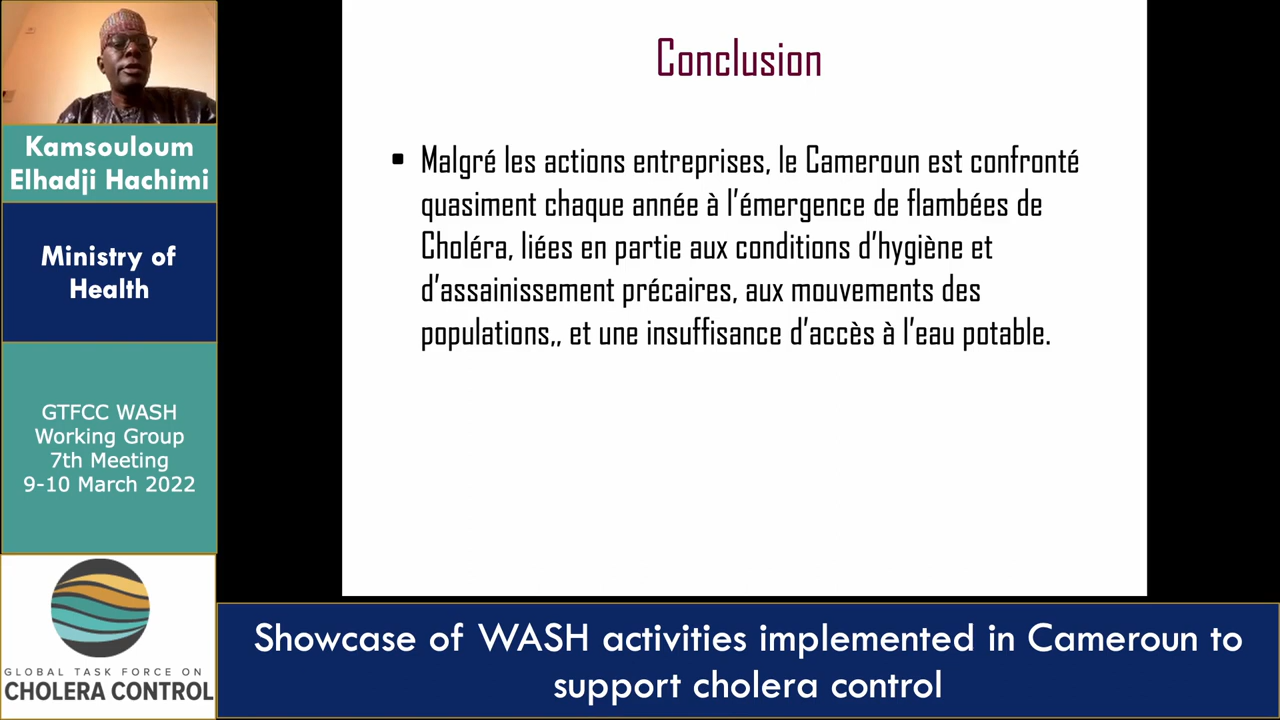 Kamsouloum
Elhadji Hachimi
Ministry of
Health
GTFCC WASH
Working Group
7th Meeting
9-10 March 2022
GLOBAL TASK FORCE ON
CHOLERA CONTROL
Conclusion
▪ Malgré les actions entreprises, le Cameroun est confronté
quasiment chaque année à l’émergence de flambées de
Choléra, liées en partie aux conditions d’hygiène et
d’assainissement précaires, aux mouvements des
populations,, et une insuffisance d’accès à l’eau potable.
Showcase of WASH activities implemented in Cameroun to
support cholera control